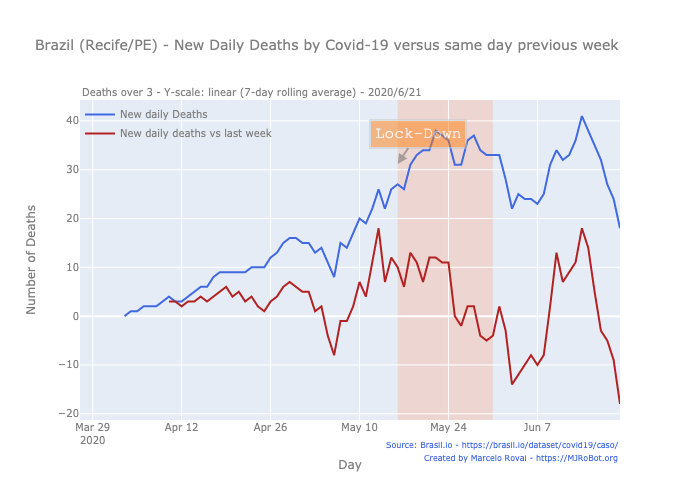 Brazil (Recife/PE) - New Daily Deaths by Covid-19 versus same day previous week
Deaths over 3 - Y-scale: linear (7-day rolling average) - 2020/6/21
New daily Deaths
New daily deaths vs last week
Lock-Down
Number of Deaths
40
30
20
10
0
−10
−20
Mar 29
2020
Apr 12
Apr 26
May 10
May 24
Jun 7
Day
Source: Brasil.io - https://brasil.io/dataset/covid19/caso/
Created by Marcelo Rovai - https://MJRoBot.org